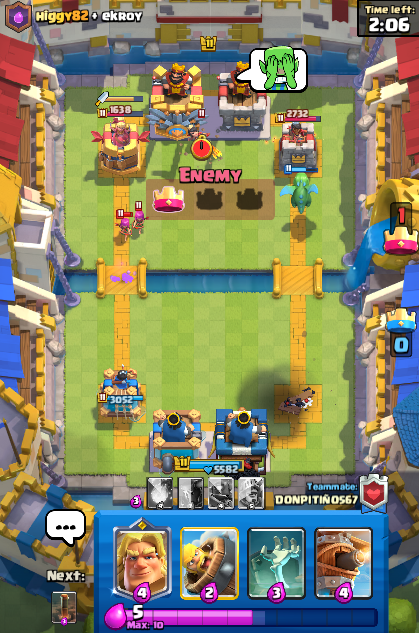 Higgy82 + ekroy
Time left:
2:06
1638
2732
Enemy
1
0
3052
5582
Teammate:
DONPITIÑOS67
3
...
Next:
4
2
3
4
5
Max: 10